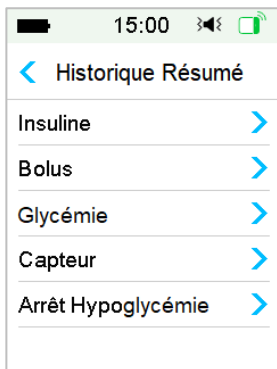 15:00
Historique Résumé
Insuline
Bolus
Glycémie
Capteur
Arrêt Hypoglycémie